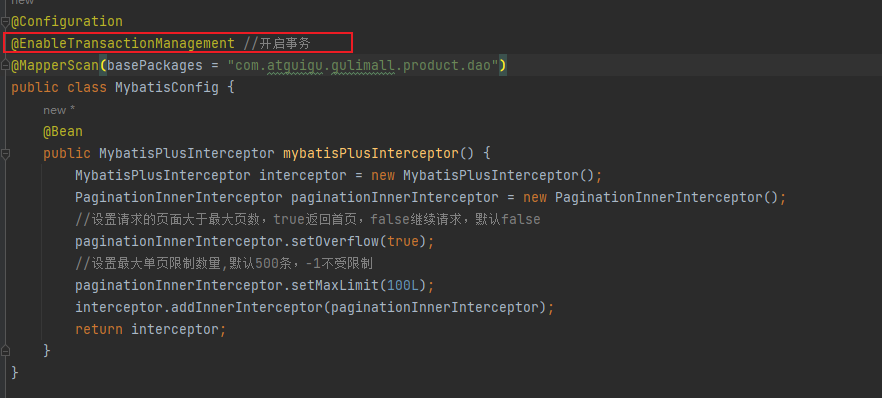 new
@Configuration
@EnableTransactionManagement //开启事务
@MapperScan(basePackages = "com.atguigu.gulimall.product.dao")
public class MybatisConfig {
new *
@Bean
public MybatisPlusInterceptor mybatisPlusInterceptor() {
MybatisPlusInterceptor interceptor = new MybatisPlusInterceptor();
PaginationInnerInterceptor paginationInnerInterceptor = new PaginationInnerInterceptor();
//设置请求的页面大于最大页数，true返回首页，false继续请求，默认false
paginationInnerInterceptor.setOverflow(true);
//设置最大单页限制数量,默认500条，-1不受限制
paginationInnerInterceptor.setMaxLimit(100L);
interceptor.addInnerInterceptor(paginationInnerInterceptor);
return interceptor;
}
}